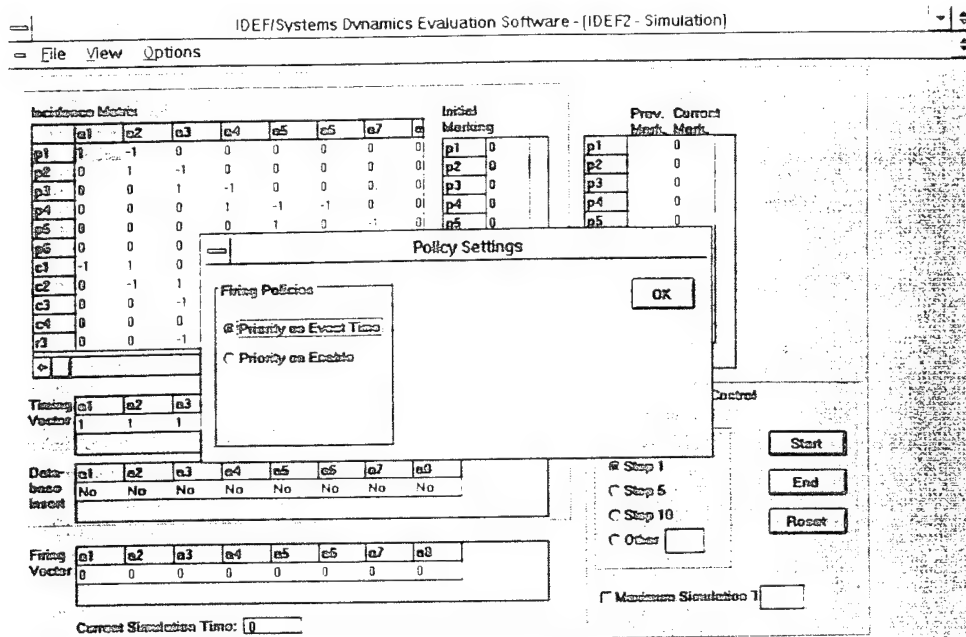 IDEF/Systems Dynamics Evaluation Software - [IDEF2 - Simulation]
File View Options
Incidence Matrix
a1 a2 a3 a4 a5 a6 a7
p1 1 -1 0 0 0 0 0 0
p2 0 1 -1 0 0 0 0 0
p3 0 0 1 -1 0 0 0 0
p4 0 0 0 1 -1 -1 0 0
p5 0 0 0 0 1 0 -1 0
p6 0 0 0
c1 -1 1 0
c2 0 -1 1
c3 0 0 -1
c4 0 0 0
r3 0 0 -1
Initial
Marking
p1 0
p2 0
p3 0
p4 0
p5 0
Prev. Current
Mark. Mark.
p1 0
p2 0
p3 0
p4 0
p5 0
Policy Settings
Firing Policies
Priority on Event Time
Priority on Enable
OK
Timing
Vector
a1 a2 a3
1 1 1
Control
Data-
base
Insert
a1 a2 a3 a4 a5 a6 a7 a8
No No No No No No No No
Step 1
Step 5
Step 10
Other
Start
End
Reset
Firing
Vector
a1 a2 a3 a4 a5 a6 a7 a8
0 0 0 0 0 0 0 0
Maximum Simulation T
Current Simulation Time: 0